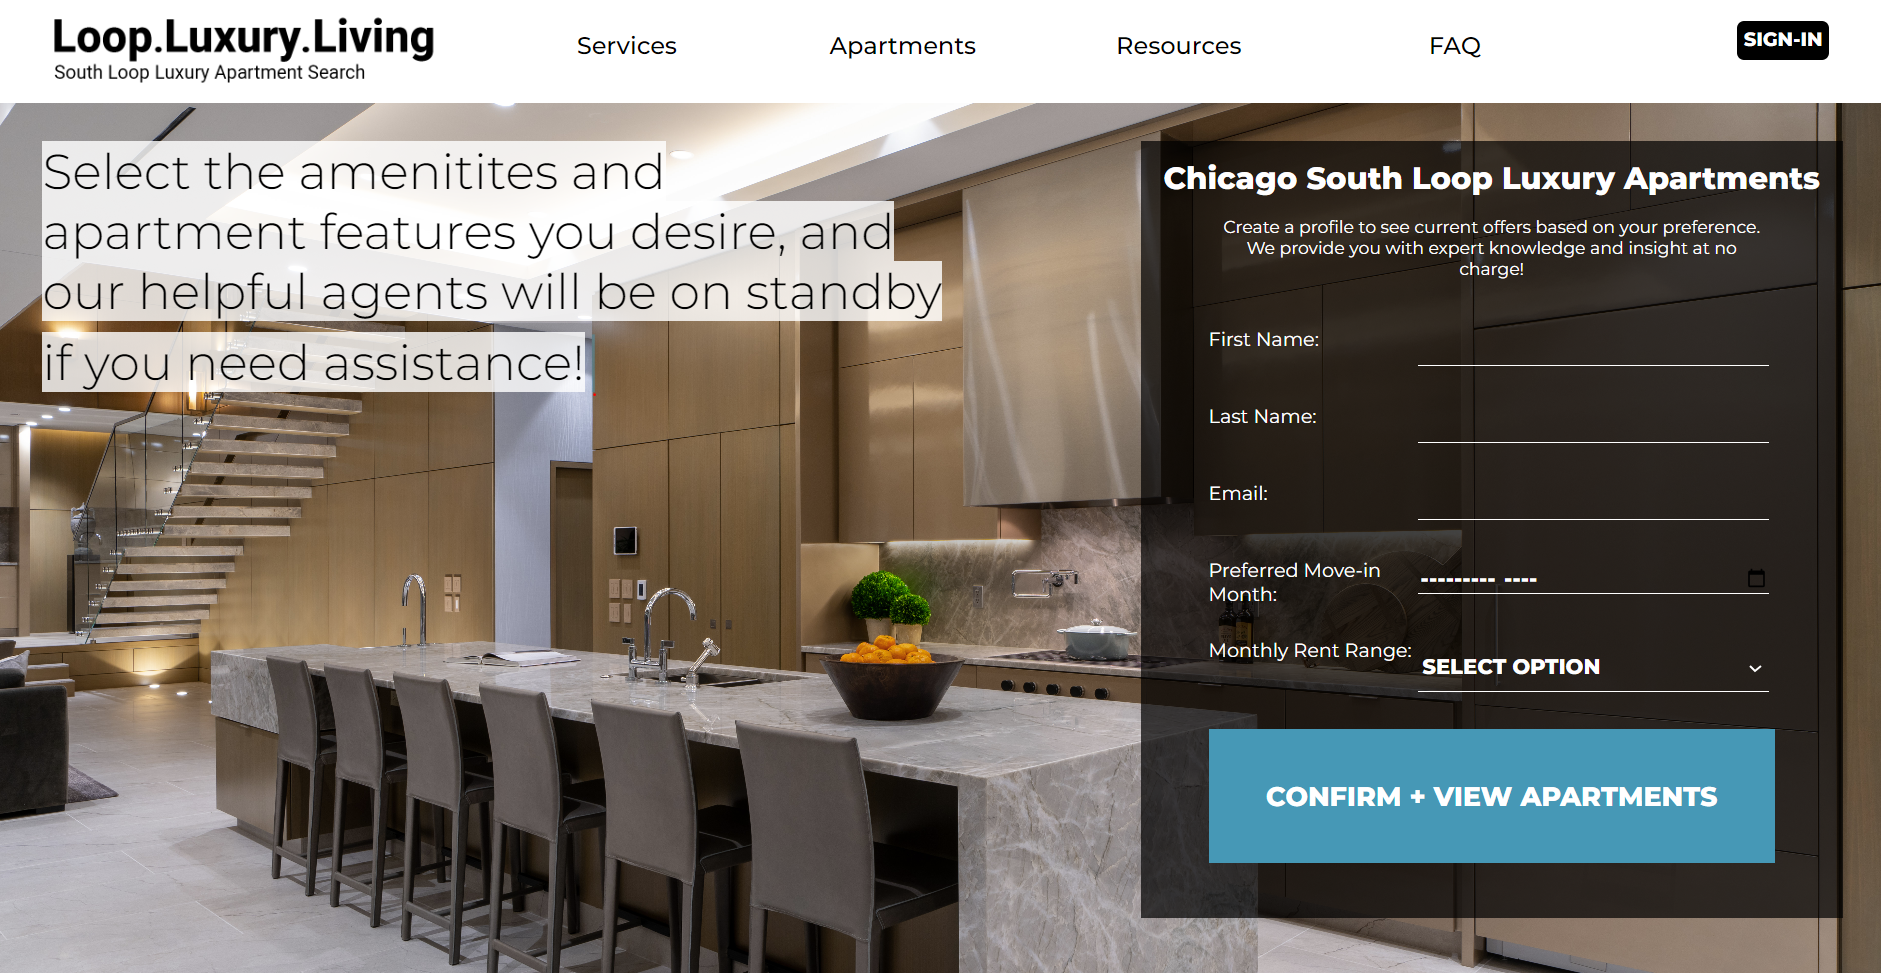 Loop.Luxury.Living
South Loop Luxury Apartment Search
Services
Apartments
Resources
FAQ
SIGN-IN
Select the amenitites and
apartment features you desire, and
our helpful agents will be on standby
if you need assistance!
Chicago South Loop Luxury Apartments
Create a profile to see current offers based on your preference.
We provide you with expert knowledge and insight at no
charge!
First Name:
Last Name:
Email:
Preferred Move-in
Month:
--------- ----
Monthly Rent Range:
SELECT OPTION
CONFIRM + VIEW APARTMENTS